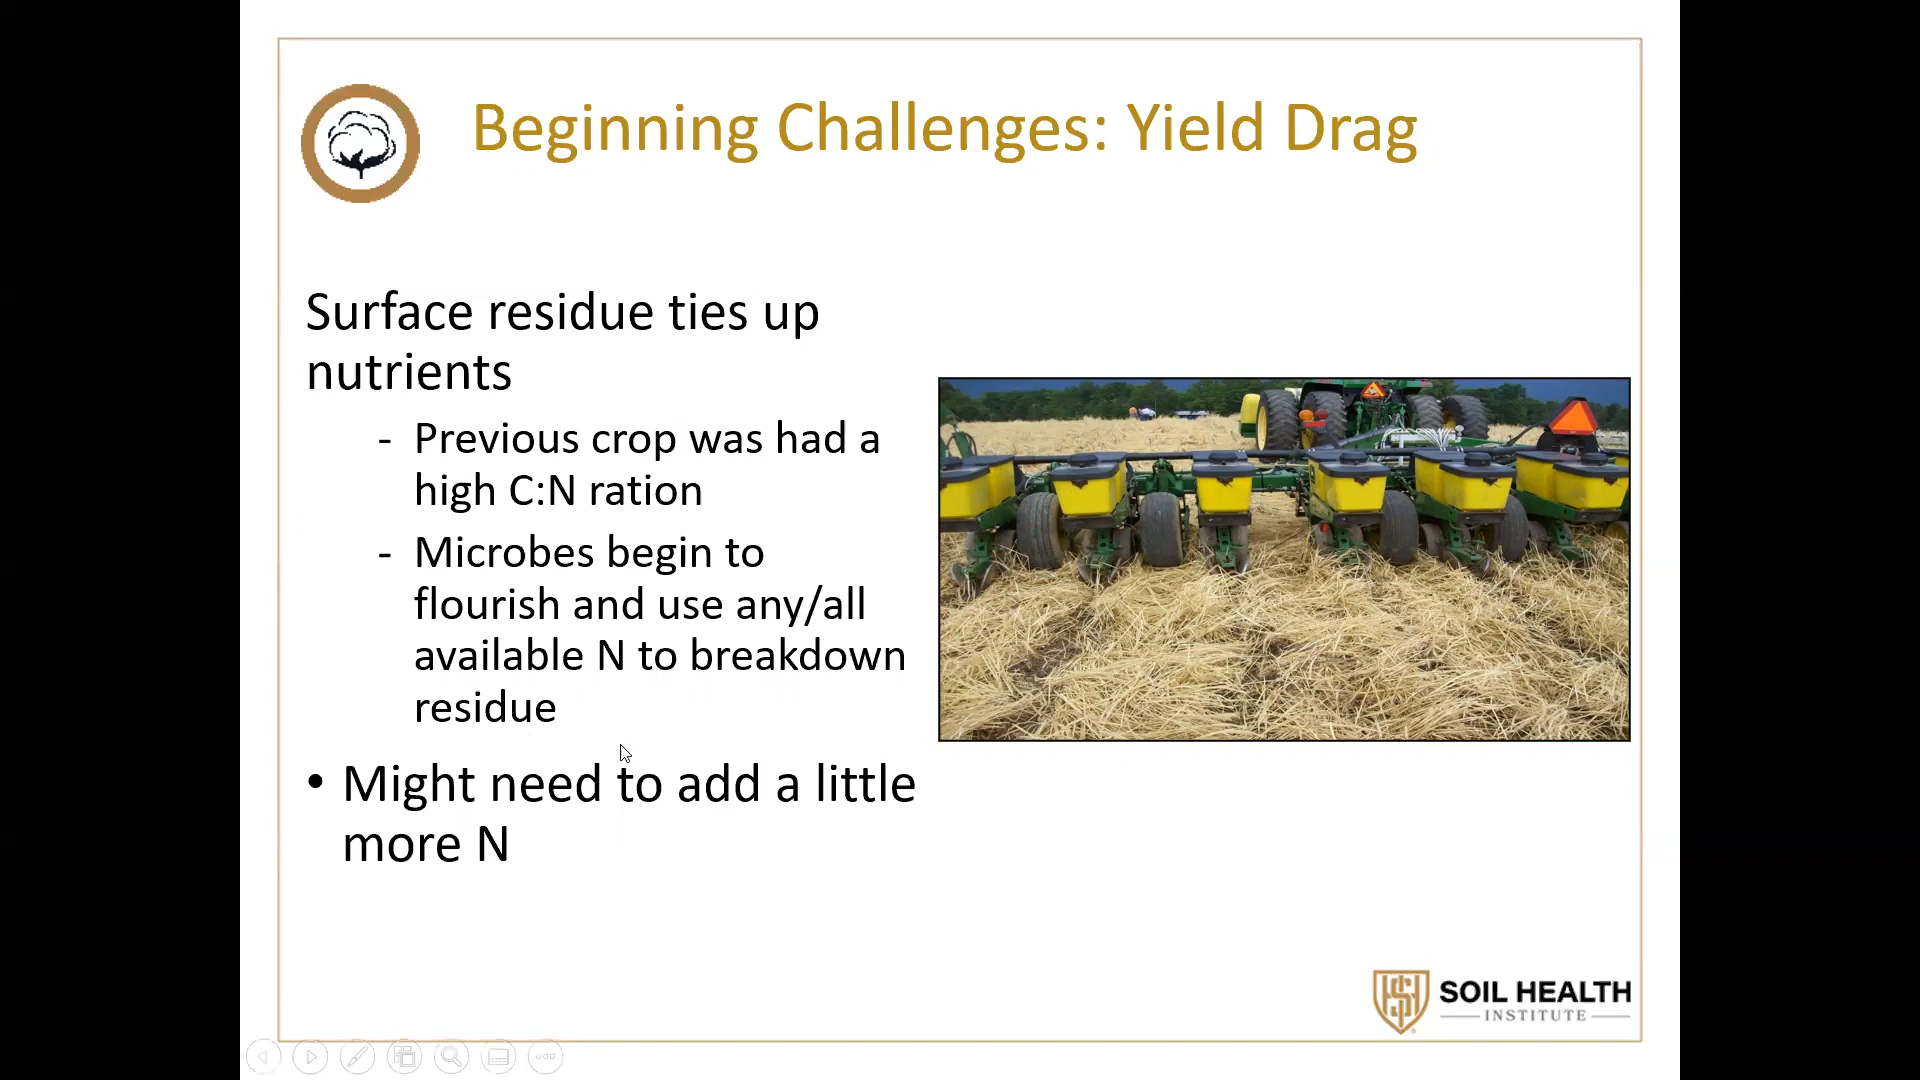 Beginning Challenges: Yield Drag
Surface residue ties up
nutrients
- Previous crop was had a
high C:N ration
- Microbes begin to
flourish and use any/all
available N to breakdown
residue
• Might need to add a little
more N
SOIL HEALTH
INSTITUTE